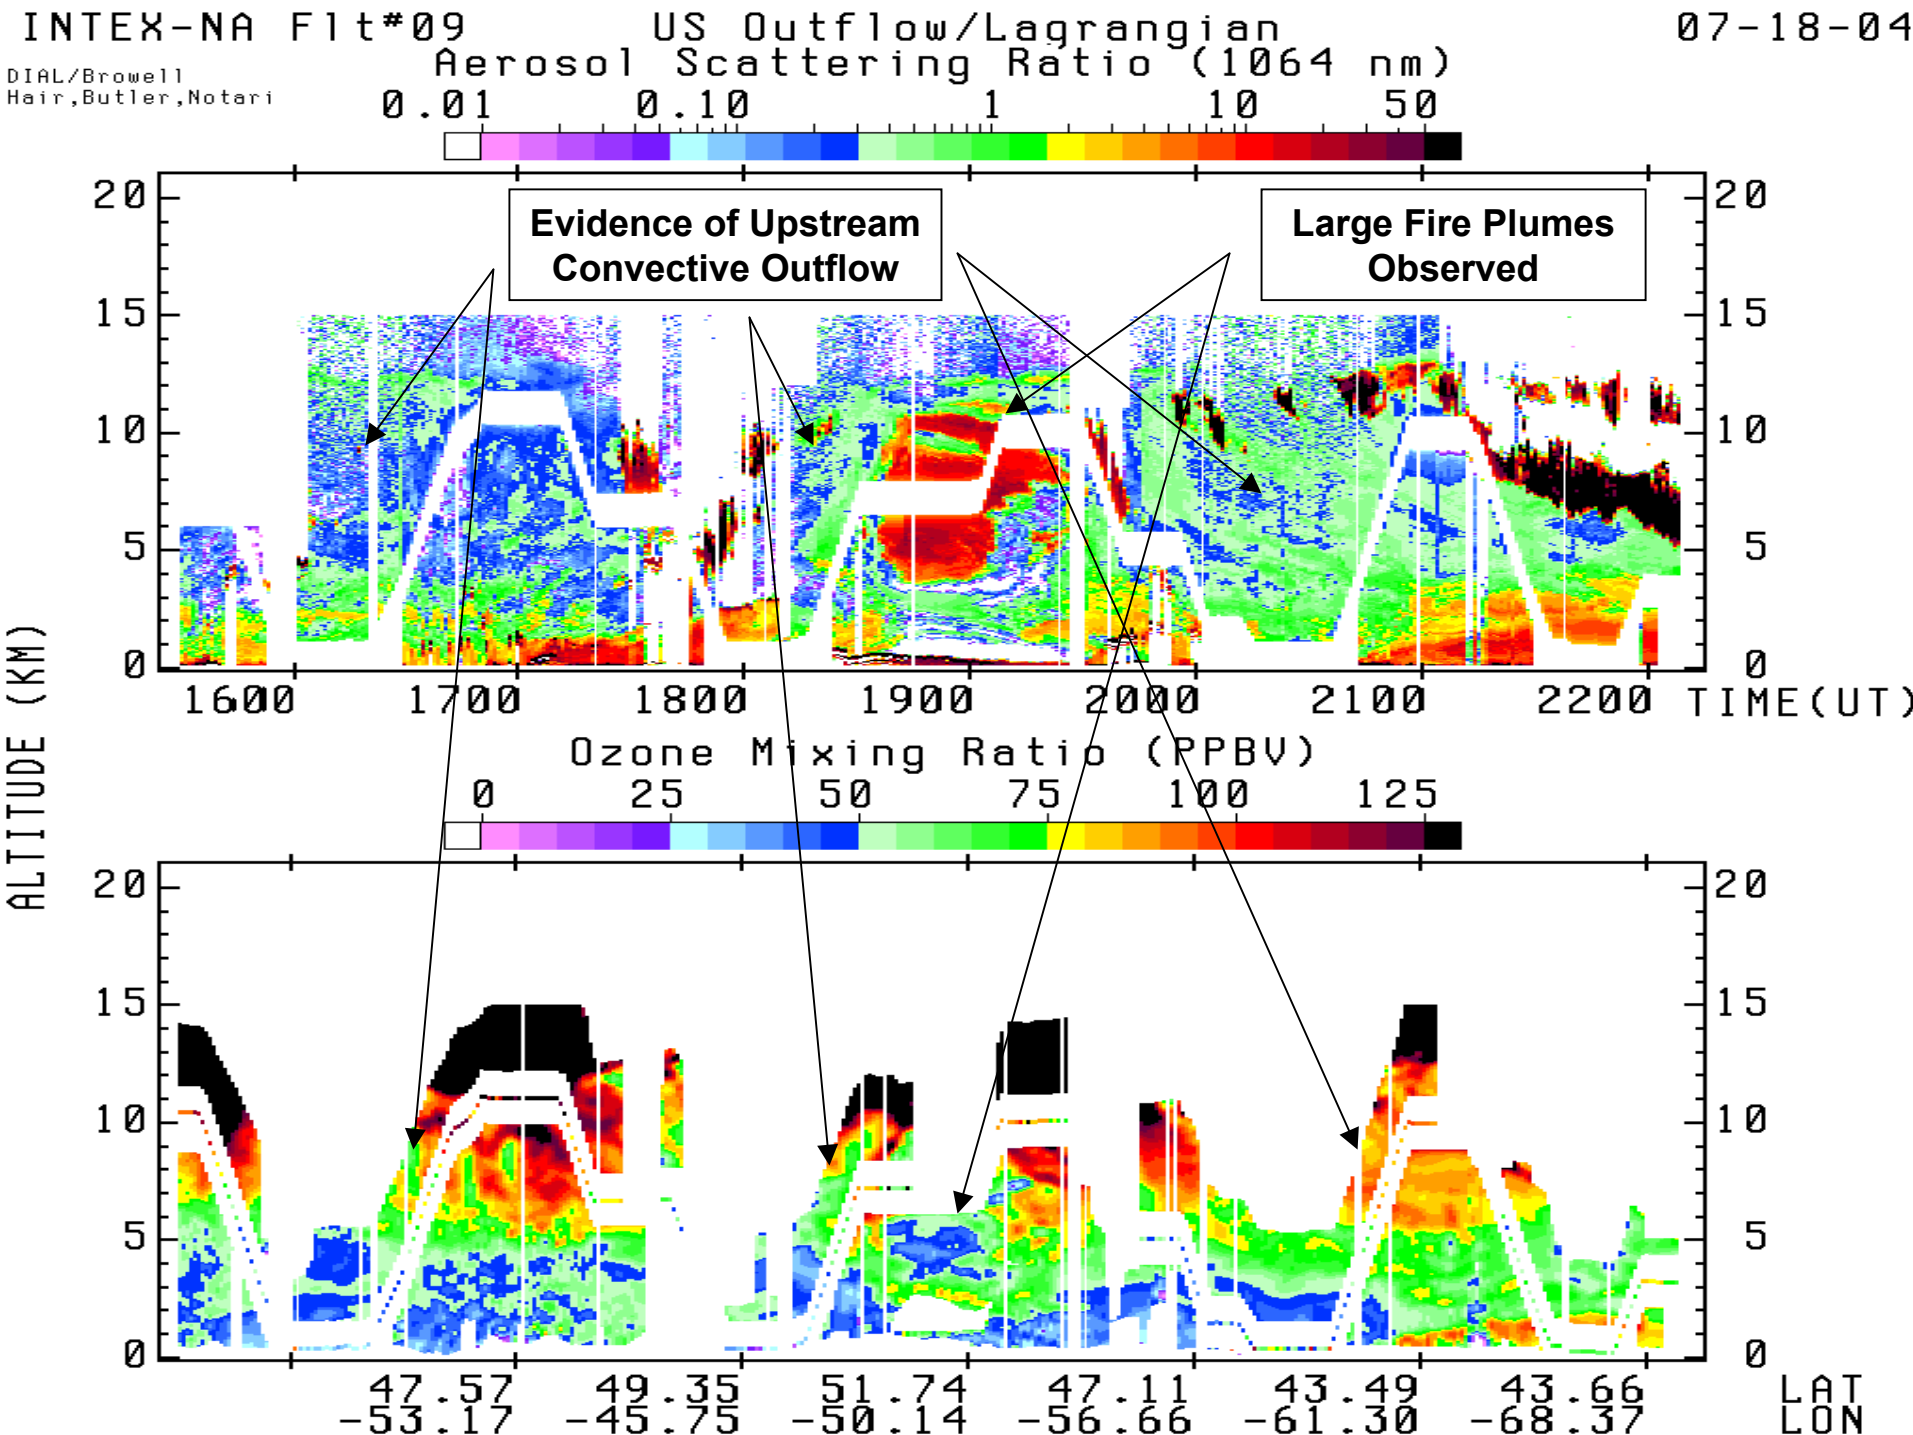 INTEX-NA Flt#09 US Outflow/Lagrangian 07-18-04
DIAL/Browell
Hair,Butler,Notari
Aerosol Scattering Ratio (1064 nm)
0.01 0.10 1 10 50
Evidence of Upstream
Convective Outflow
Large Fire Plumes
Observed
20 20
15 15
10 10
5 5
0 0
1700 1800 1900 2000 2100 2200 TIME(UT)
ALTITUDE (KM)
Ozone Mixing Ratio (PPBV)
0 25 50 75 100 125
20 20
15 15
10 10
5 5
0 0
47.57 49.35 51.74 47.11 43.49 43.66 LAT
-53.17 -45.75 -50.14 -56.66 -61.30 -68.37 LON